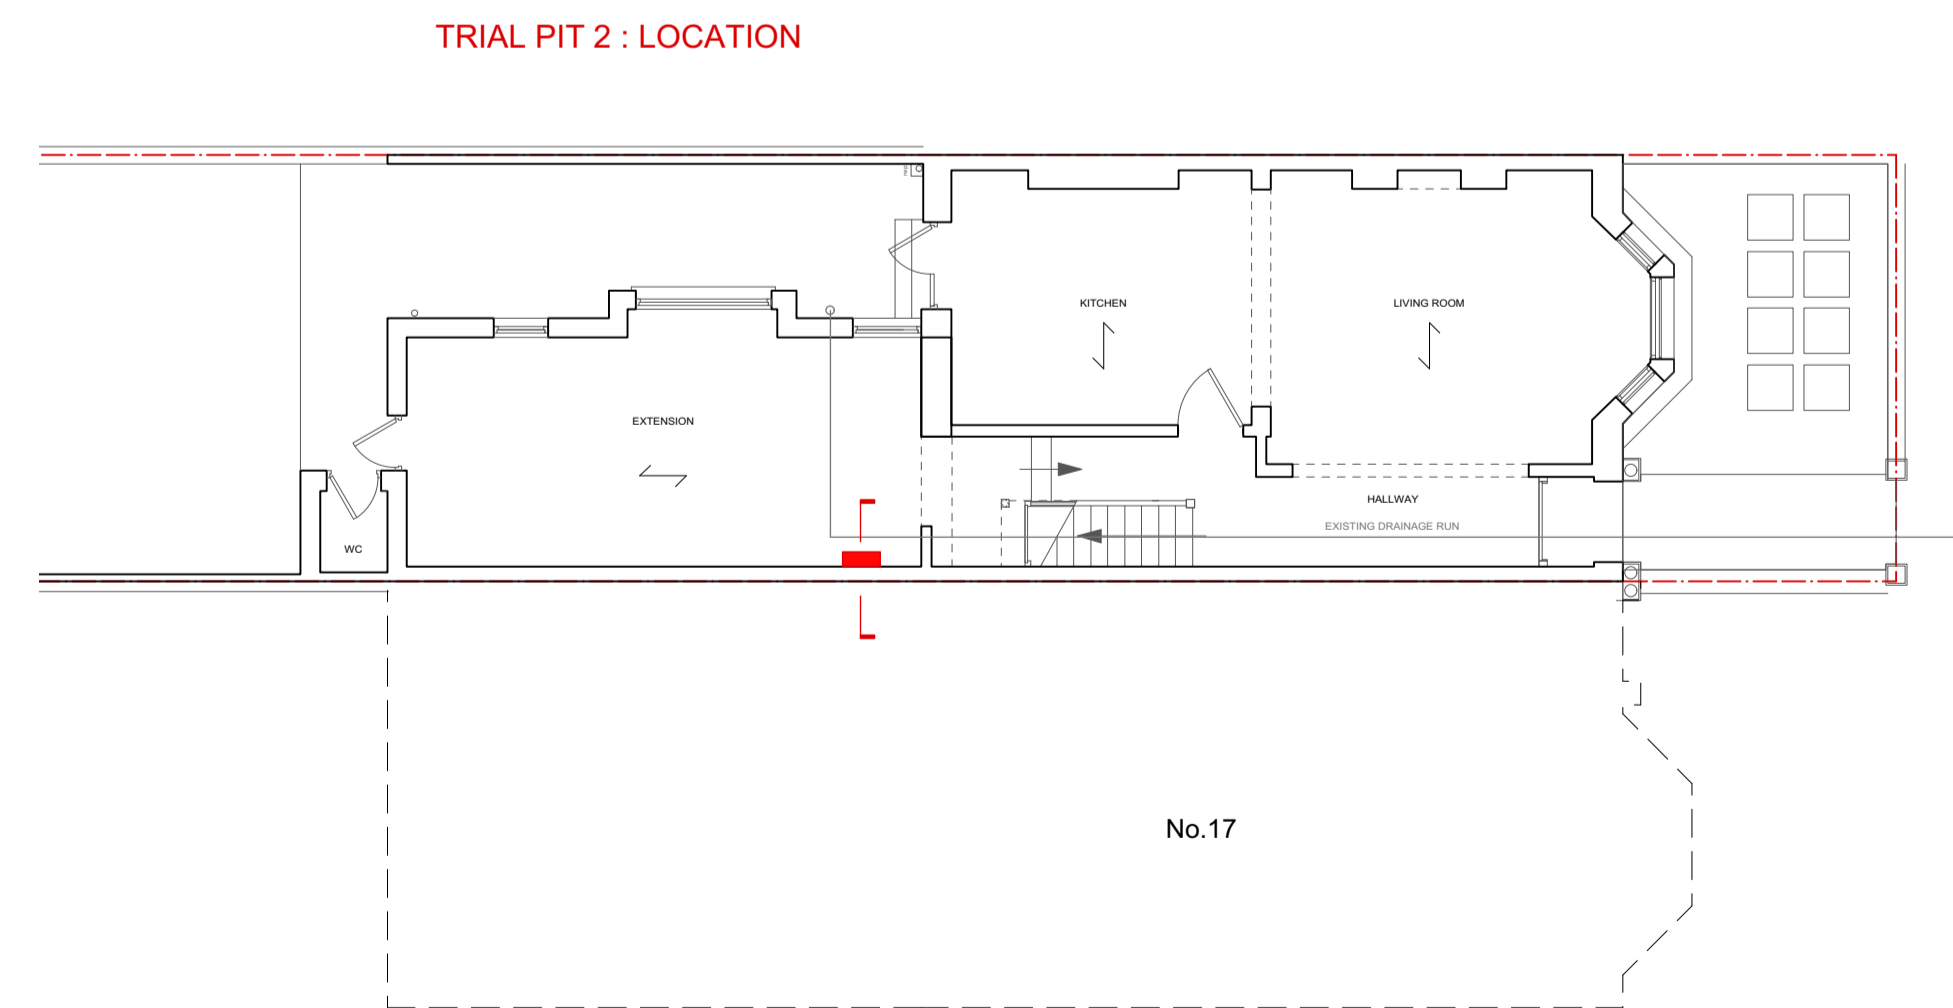 TRIAL PIT 2 : LOCATION
KITCHEN
LIVING ROOM
EXTENSION
HALLWAY
EXISTING DRAINAGE RUN
WC
No.17